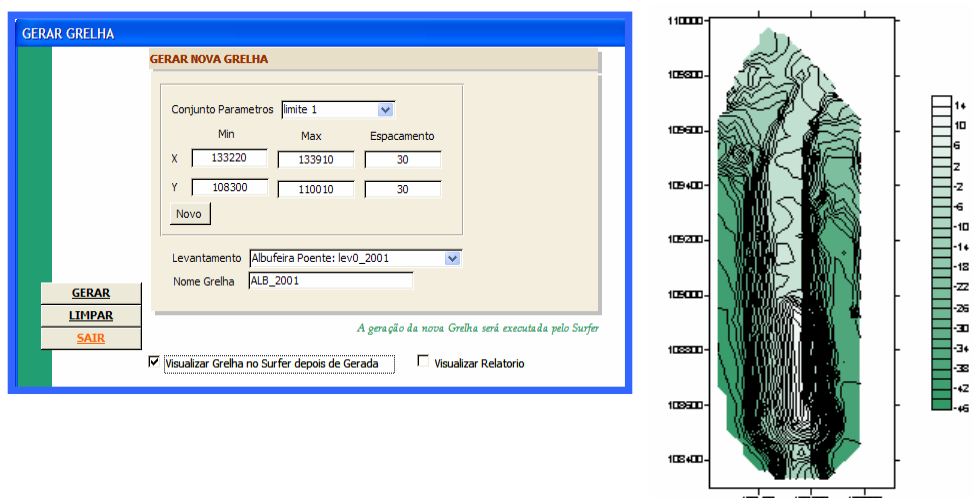 GERAR GRELHA
GERAR NOVA GRELHA
Conjunto Parametros limite 1
Min Max Espacamento
X 133220 133910 30
Y 108300 110010 30
Novo
Levantamento Albufeira Poente: lev0_2001
Nome Grelha ALB_2001
GERAR
LIMPAR
SAIR
A geração da nova Grelha será executada pelo Surfer
Visualizar Grelha no Surfer depois de Gerada Visualizar Relatorio
110000
109800
109600
109400
109200
109000
108800
108600
108400
14
10
6
2
-2
-6
-10
-14
-18
-22
-26
-30
-34
-38
-42
-46